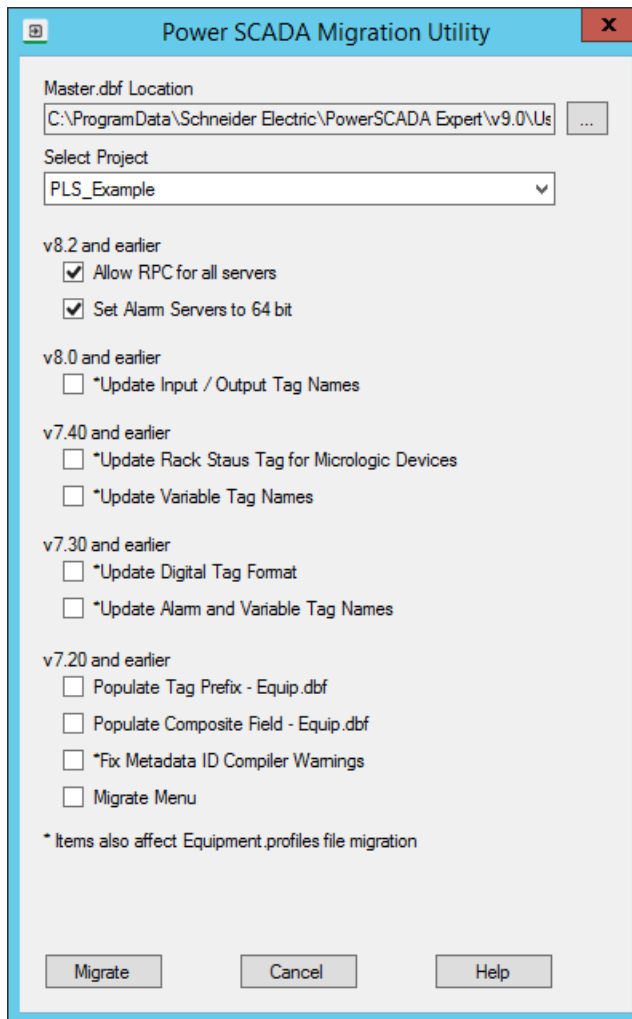 Power SCADA Migration Utility
x
Master.dbf Location
C:\ProgramData\Schneider Electric\PowerSCADA Expert\v9.0\Us
...
Select Project
PLS_Example
v8.2 and earlier
Allow RPC for all servers
Set Alarm Servers to 64 bit
v8.0 and earlier
*Update Input / Output Tag Names
v7.40 and earlier
*Update Rack Staus Tag for Micrologic Devices
*Update Variable Tag Names
v7.30 and earlier
*Update Digital Tag Format
*Update Alarm and Variable Tag Names
v7.20 and earlier
Populate Tag Prefix - Equip.dbf
Populate Composite Field - Equip.dbf
*Fix Metadata ID Compiler Warnings
Migrate Menu
* Items also affect Equipment.profiles file migration
Migrate Cancel Help